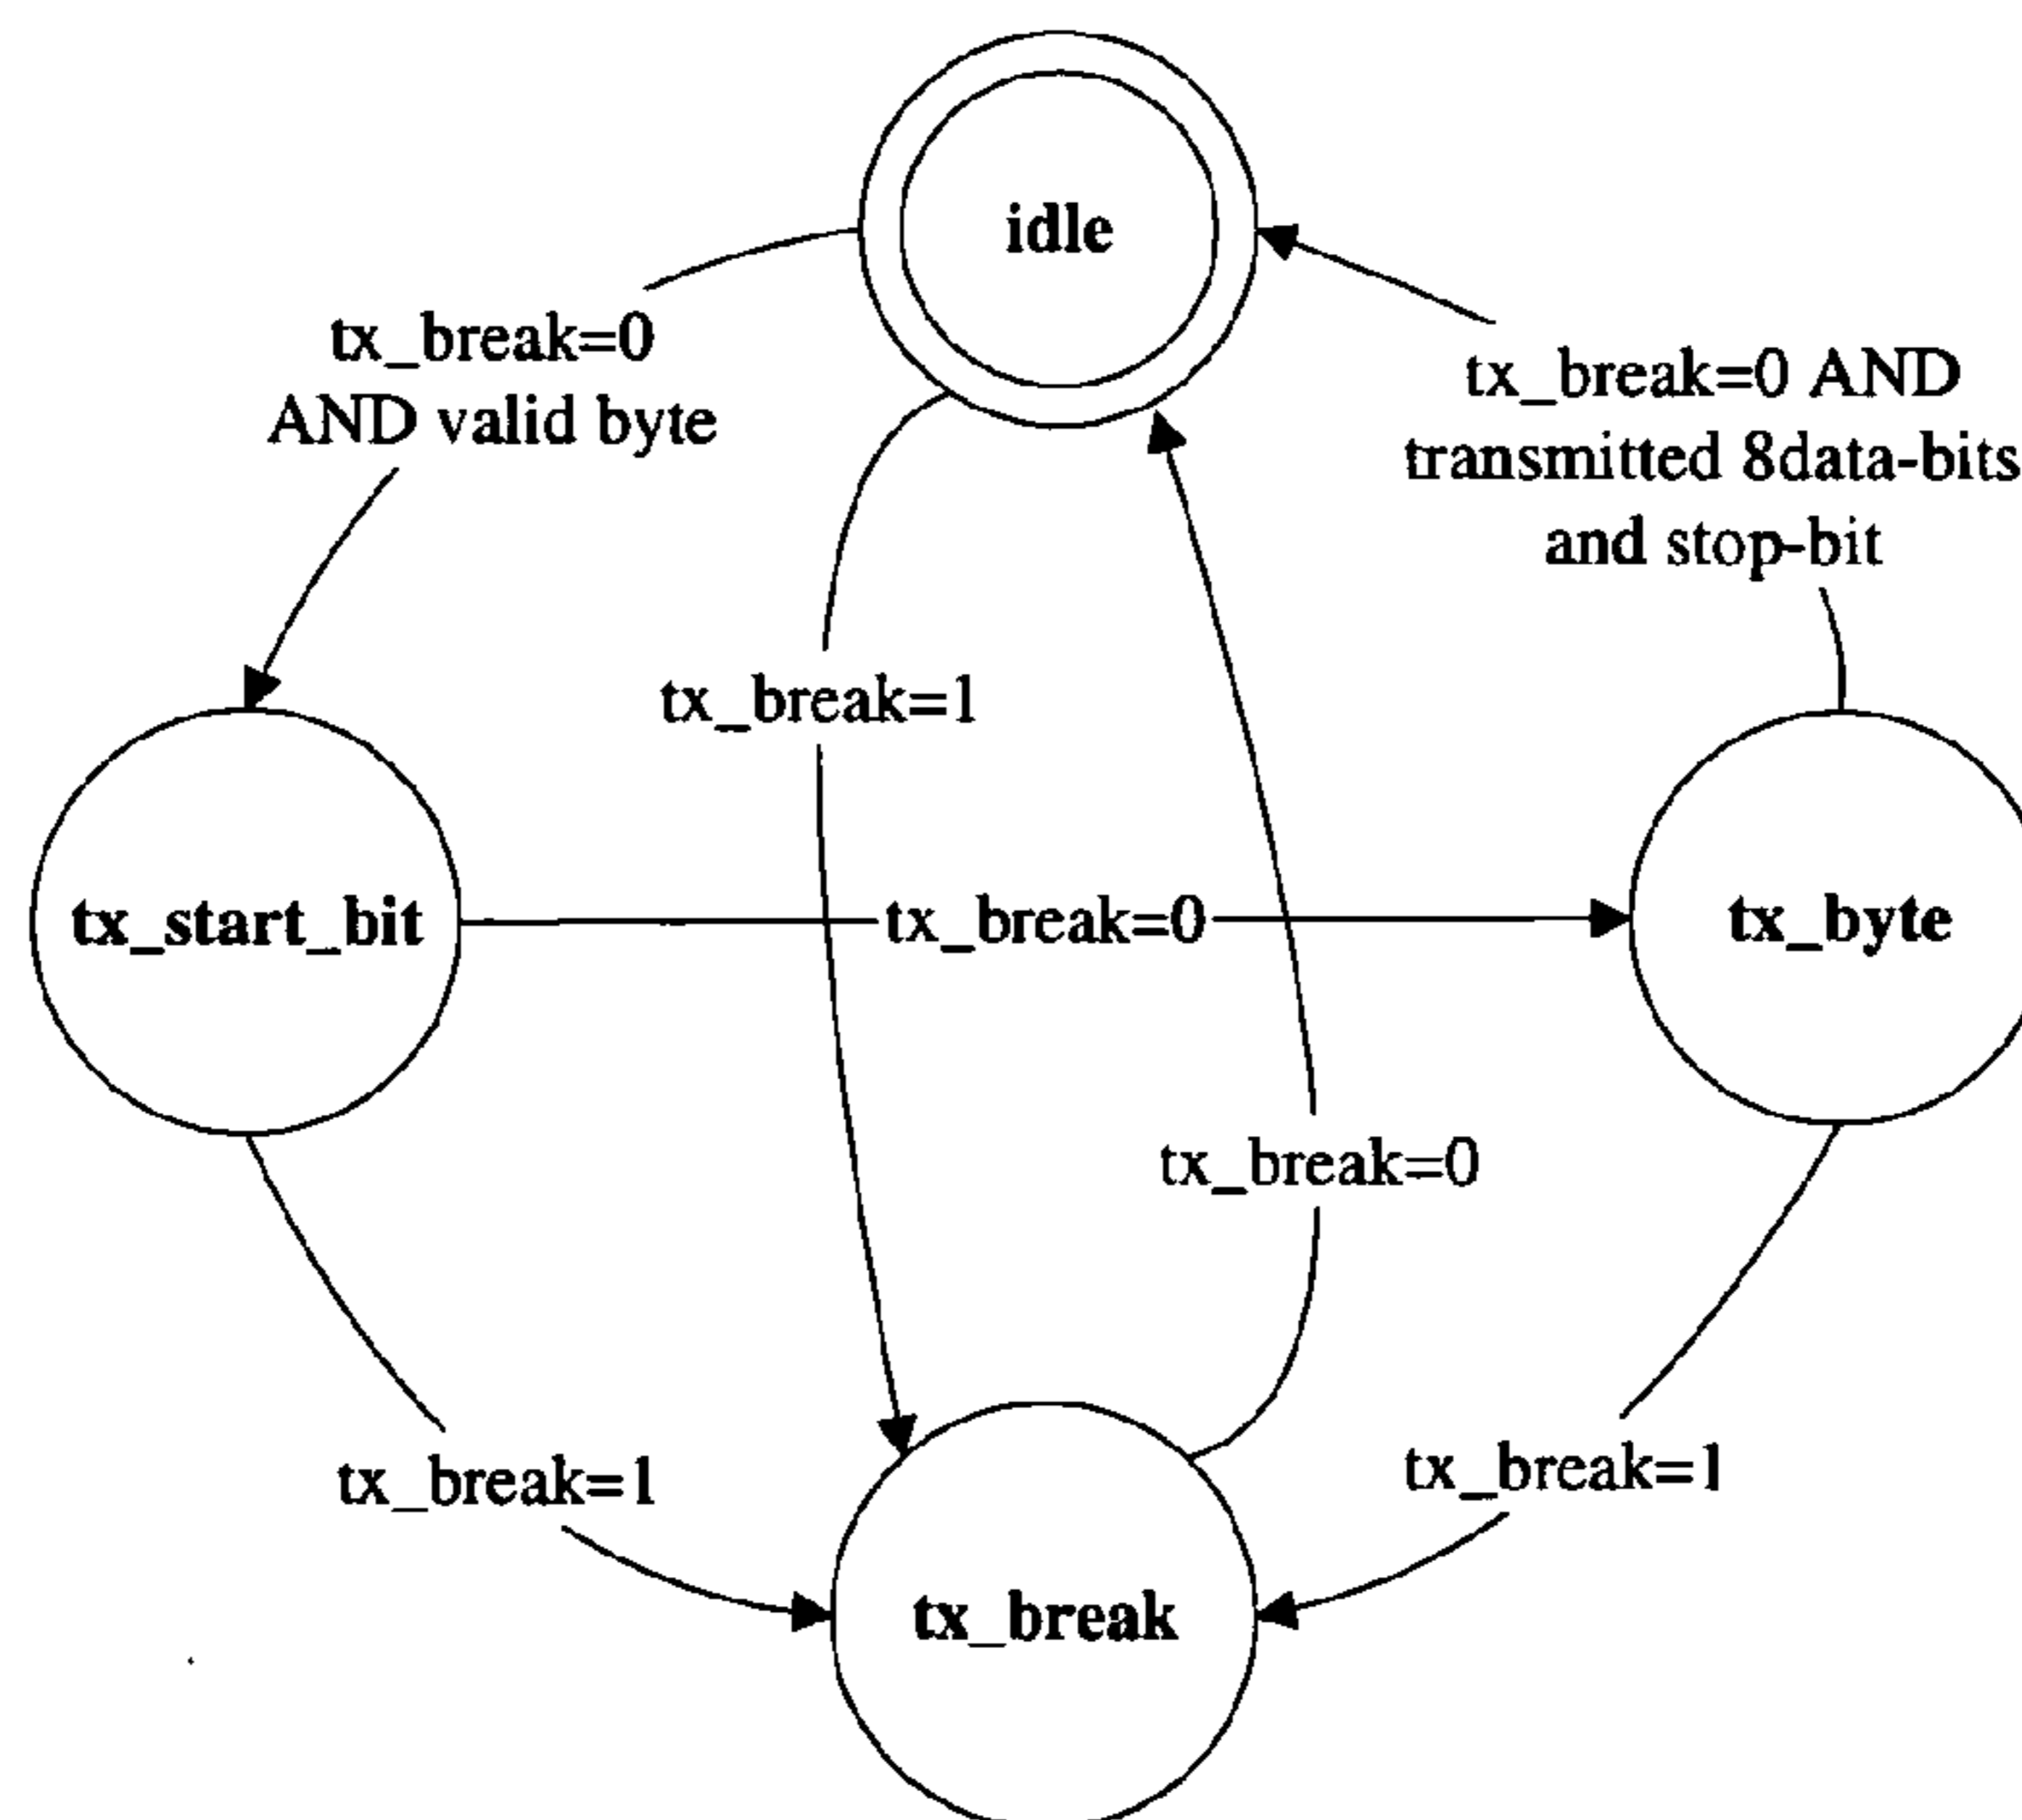 idle
tx_break=0
AND valid byte
tx_break=0 AND
transmitted 8data-bits
and stop-bit
tx_break=1
tx_start_bit
tx_break=0
tx_byte
tx_break=0
tx_break=1
tx_break=1
tx_break